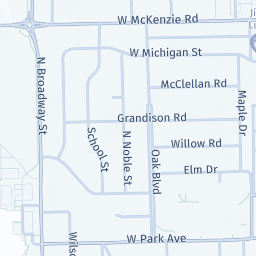 W McKenzie Rd
W Michigan St
McClellan Rd
Grandison Rd
Willow Rd
Elm Dr
W Park Ave
N Broadway St
School St
N Noble St
Oak Blvd
Maple Dr.